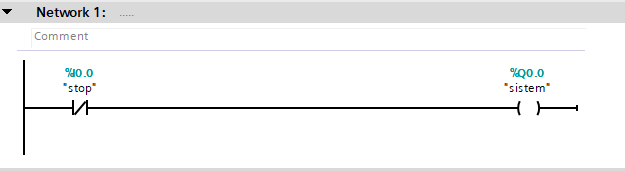 Network 1: .....
Comment
%I0.0
"stop"
%Q0.0
"sistem"